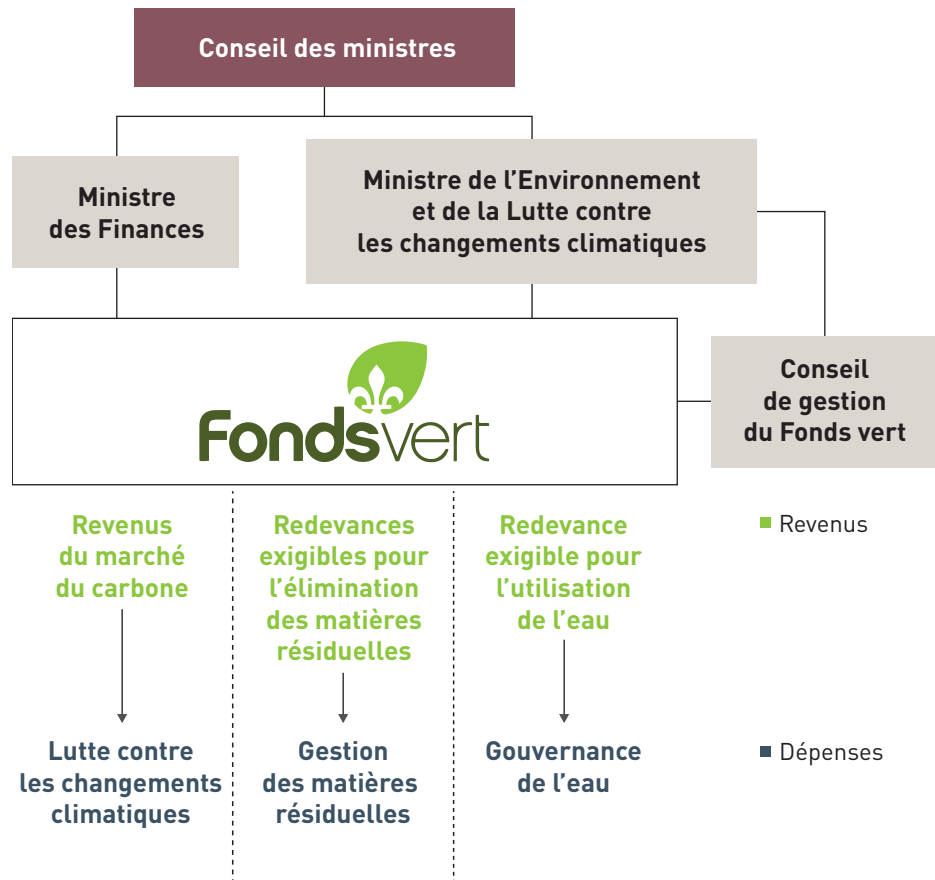 Conseil des ministres
Ministre
des Finances
Ministre de l'Environnement
et de la Lutte contre
les changements climatiques
Fondsvert
Conseil
de gestion
du Fonds vert
Revenus
du marché
du carbone
Redevances
exigibles pour
l'élimination
des matières
résiduelles
Redevance
exigible pour
l'utilisation
de l'eau
Revenus
Lutte contre
les changements
climatiques
Gestion
des matières
résiduelles
Gouvernance
de l'eau
Dépenses